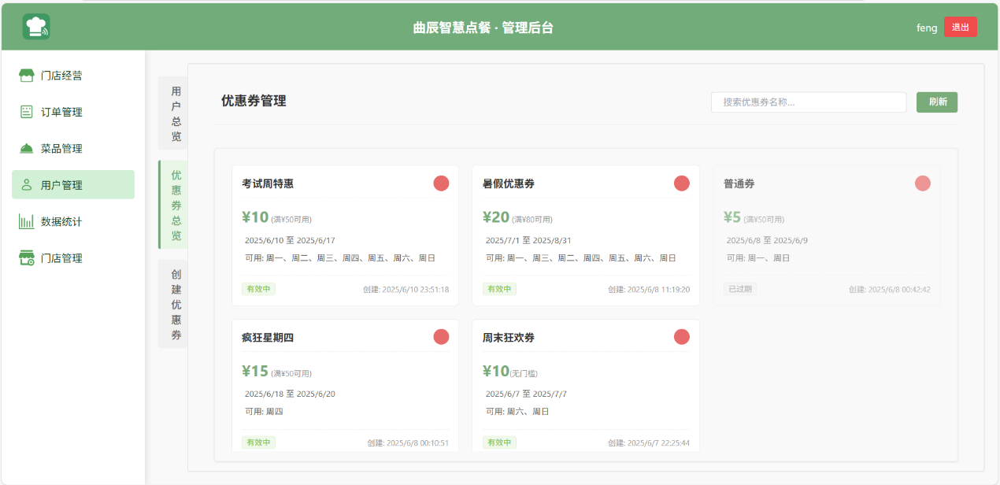 曲辰智慧点餐 · 管理后台
feng
退出
门店经营
订单管理
菜品管理
用户管理
数据统计
门店管理
用户总览
优惠券总览
创建优惠券
优惠券管理
搜索优惠券名称...
刷新
考试周特惠
¥10 (满¥50可用)
2025/6/10 至 2025/6/17
可用: 周一、周二、周三、周四、周五、周六、周日
有效中
创建: 2025/6/10 23:51:18
暑假优惠券
¥20 (满¥80可用)
2025/7/1 至 2025/8/31
可用: 周一、周三、周二、周四、周五、周六、周日
有效中
创建: 2025/6/8 11:19:20
普通券
¥5 (满¥50可用)
2025/6/8 至 2025/6/9
可用: 周一、周日
已过期
创建: 2025/6/8 00:42:42
疯狂星期四
¥15 (满¥50可用)
2025/6/18 至 2025/6/20
可用: 周四
有效中
创建: 2025/6/8 00:10:51
周末狂欢券
¥10(无门槛)
2025/6/7 至 2025/7/7
可用: 周六、周日
有效中
创建: 2025/6/7 22:25:44